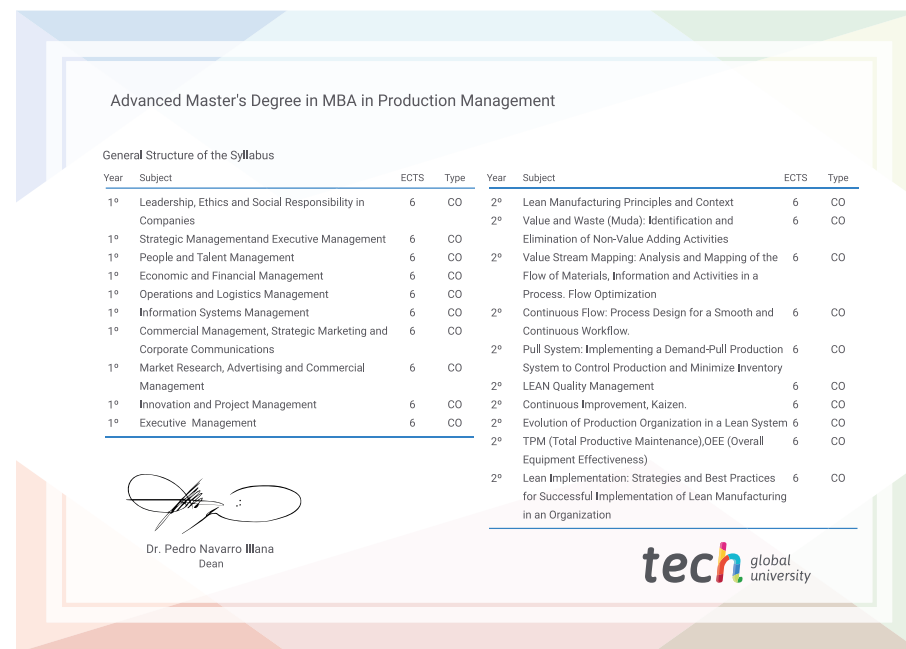 Advanced Master's Degree in MBA in Production Management
General Structure of the Syllabus
Year Subject ECTS Type
1º Leadership, Ethics and Social Responsibility in 6 CO
Companies
1º Strategic Managementand Executive Management 6 CO
1º People and Talent Management 6 CO
1º Economic and Financial Management 6 CO
1º Operations and Logistics Management 6 CO
1º Information Systems Management 6 CO
1º Commercial Management, Strategic Marketing and 6 CO
Corporate Communications
1º Market Research, Advertising and Commercial 6 CO
Management
1º Innovation and Project Management 6 CO
1º Executive Management 6 CO
Year Subject ECTS Type
2º Lean Manufacturing Principles and Context 6 CO
2º Value and Waste (Muda): Identification and 6 CO
Elimination of Non-Value Adding Activities
2º Value Stream Mapping: Analysis and Mapping of the 6 CO
Flow of Materials, Information and Activities in a
Process. Flow Optimization
2º Continuous Flow: Process Design for a Smooth and 6 CO
Continuous Workflow.
2º Pull System: Implementing a Demand-Pull Production 6 CO
System to Control Production and Minimize Inventory
2º LEAN Quality Management 6 CO
2º Continuous Improvement, Kaizen. 6 CO
2º Evolution of Production Organization in a Lean System 6 CO
2º TPM (Total Productive Maintenance),OEE (Overall 6 CO
Equipment Effectiveness)
2º Lean Implementation: Strategies and Best Practices 6 CO
for Successful Implementation of Lean Manufacturing
in an Organization
Dr. Pedro Navarro Illana
Dean
tech global
university